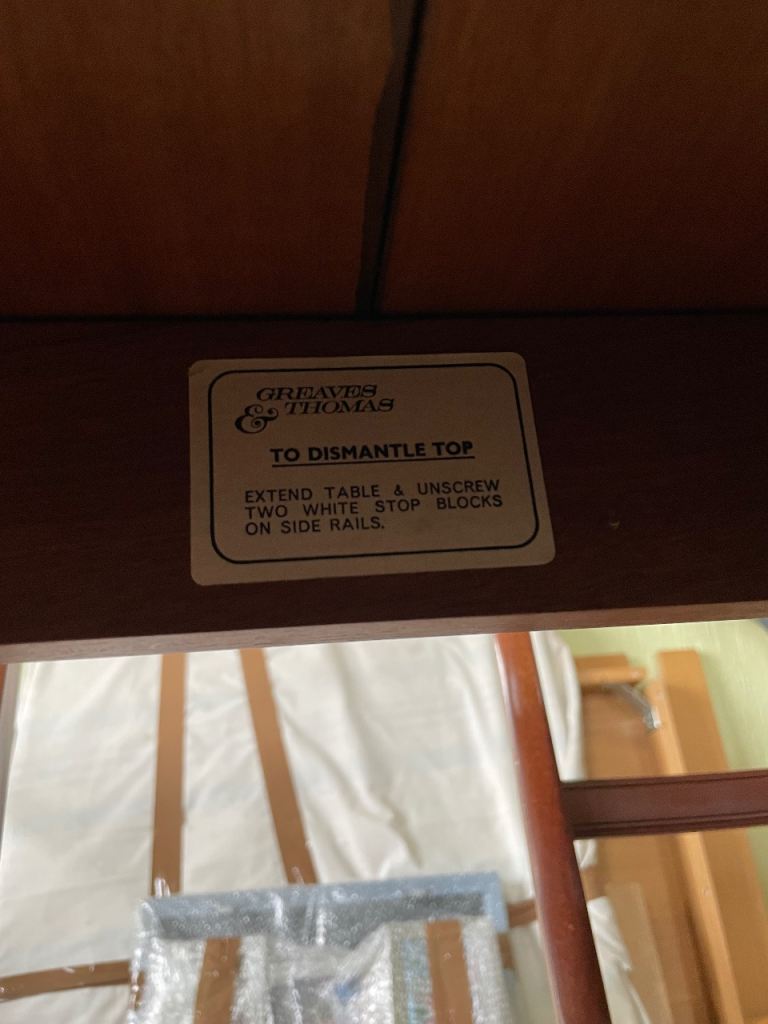 GREAVES
& THOMAS
TO DISMANTLE TOP
EXTEND TABLE & UNSCREW
TWO WHITE STOP BLOCKS
ON SIDE RAILS.